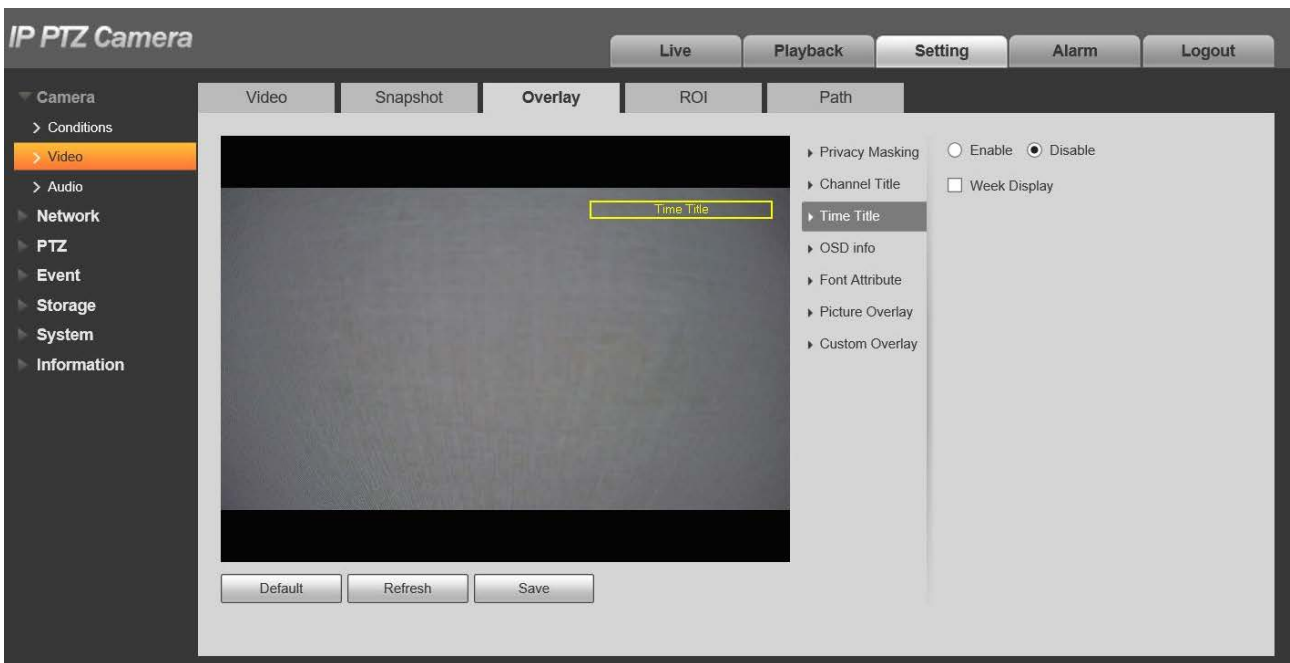 IP PTZ Camera
Live Playback Setting Alarm Logout
Camera
Conditions
Video
Audio
Network
PTZ
Event
Storage
System
Information
Video Snapshot Overlay ROI Path
Time Title
Privacy Masking
Channel Title
Time Title
OSD info
Font Attribute
Picture Overlay
Custom Overlay
Enable Disable
Week Display
Default Refresh Save